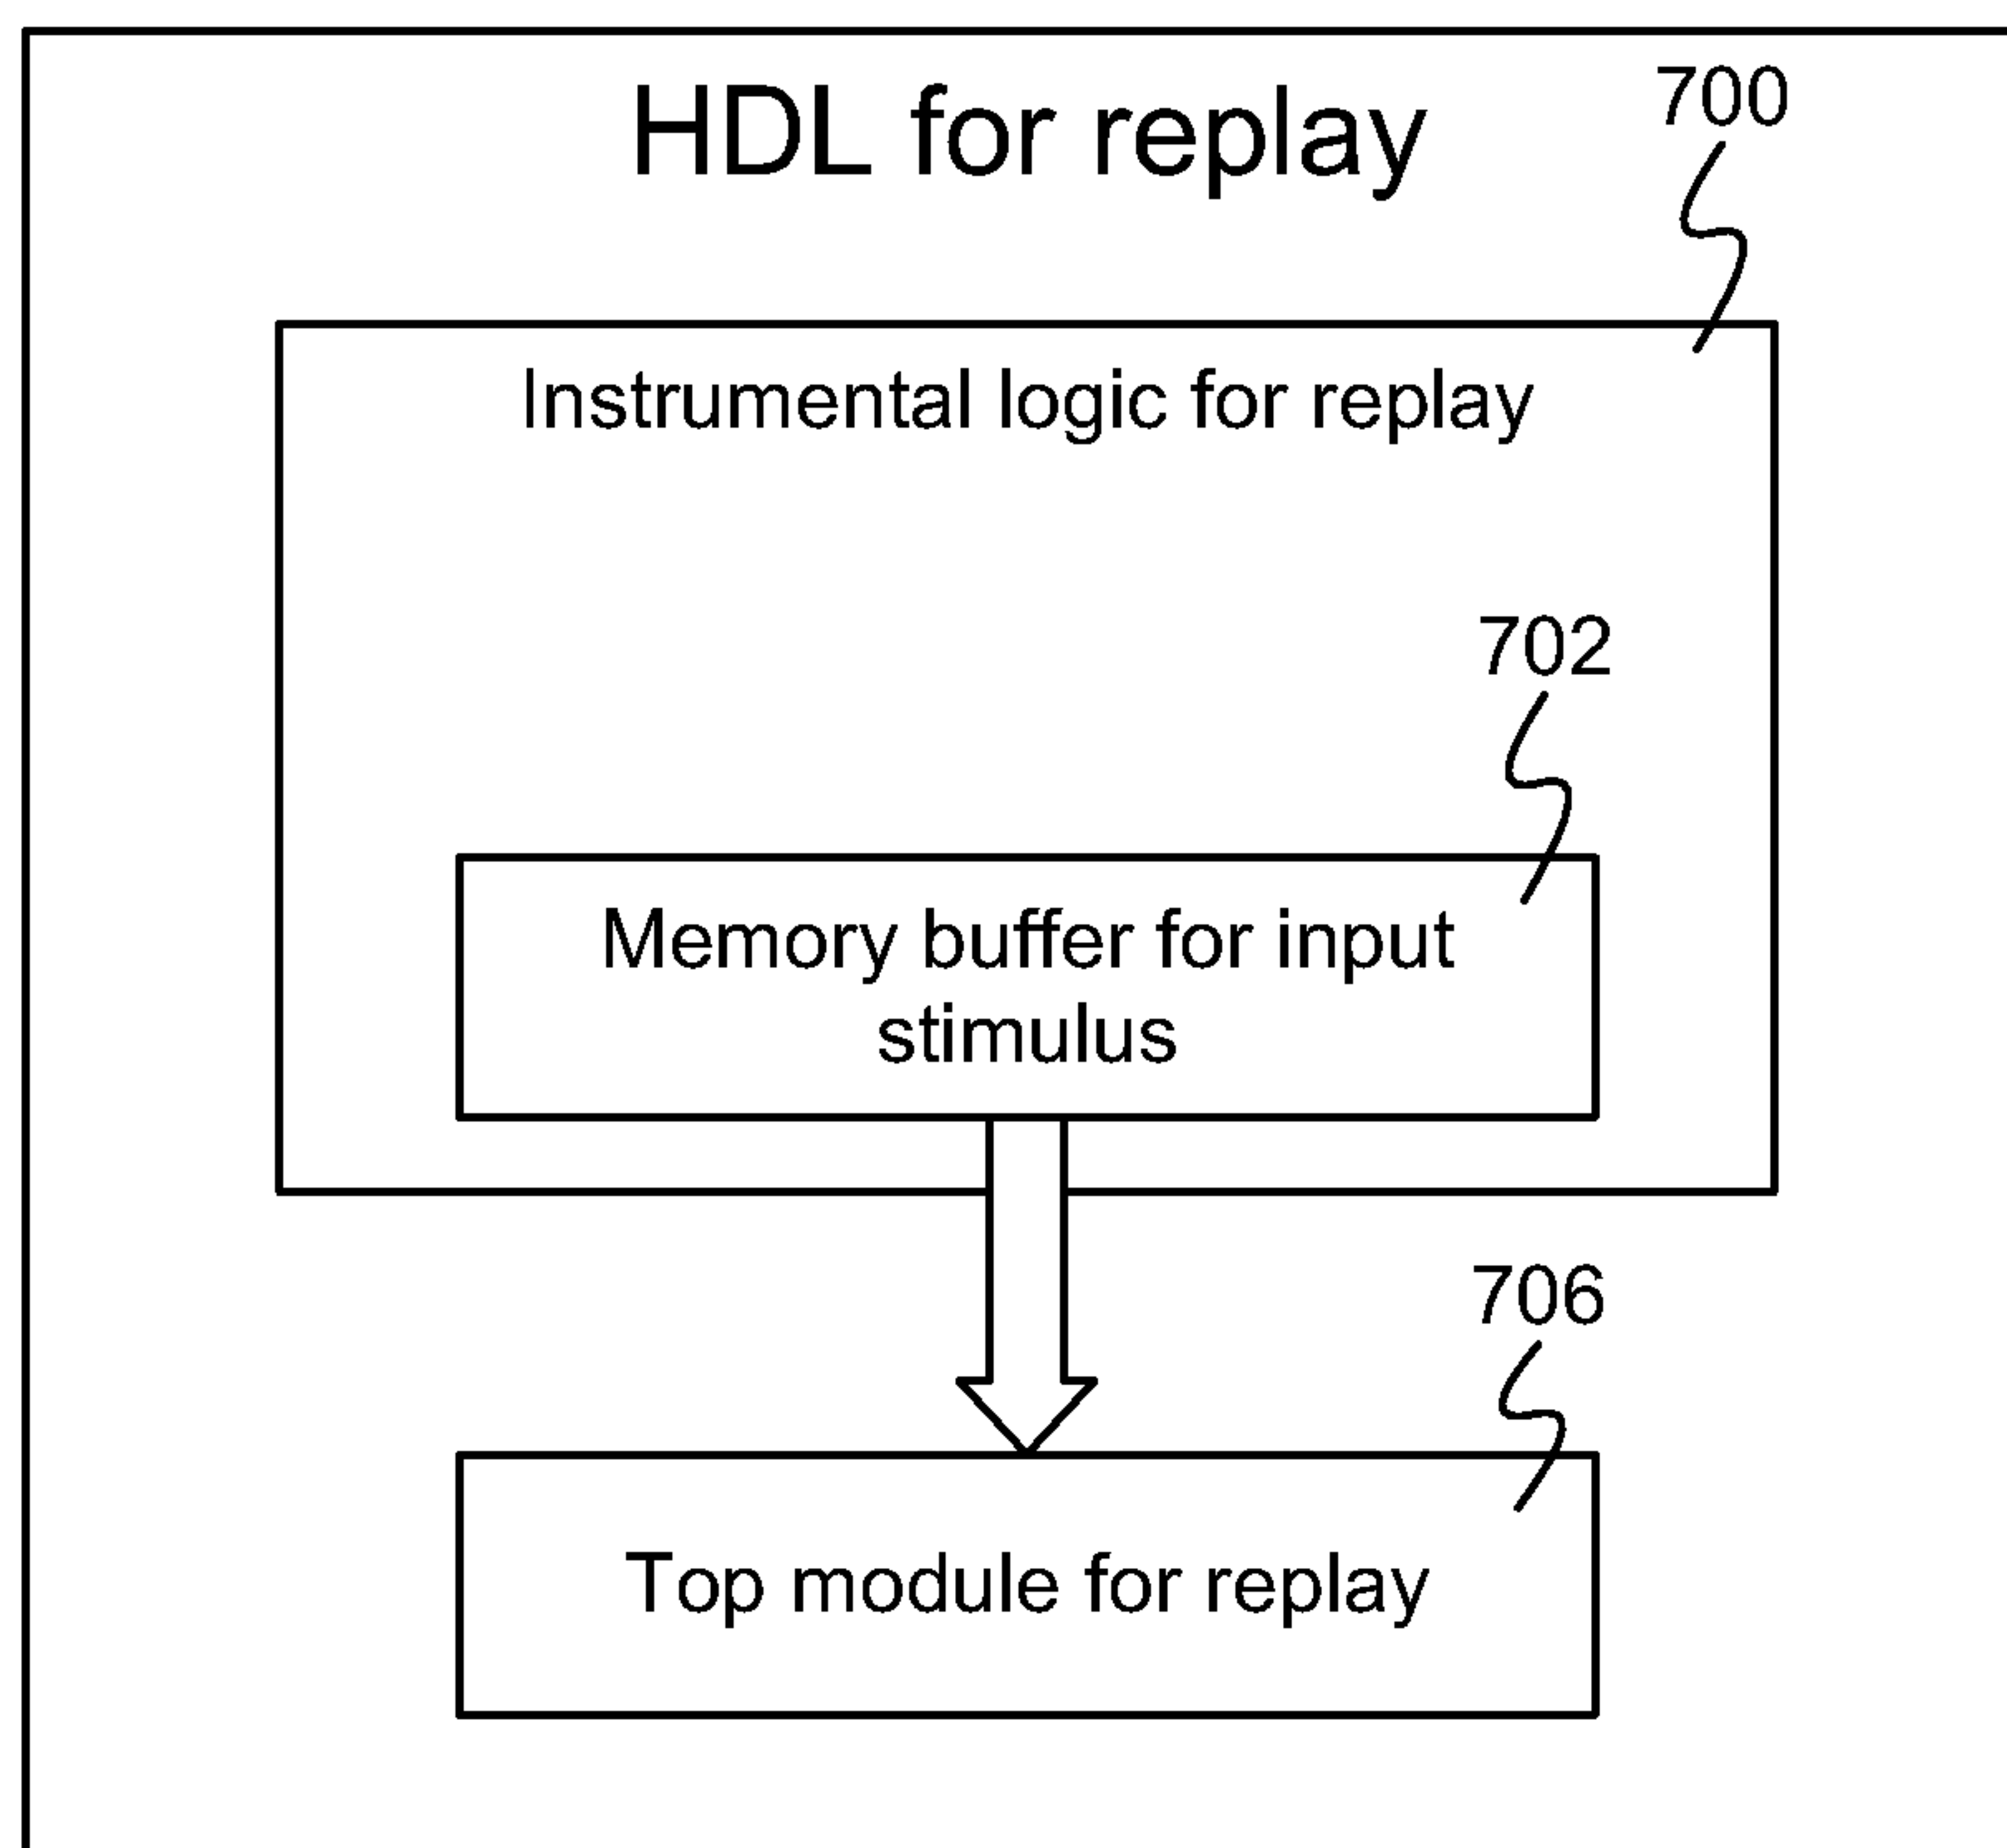 HDL for replay
700
Instrumental logic for replay
702
Memory buffer for input
stimulus
706
Top module for replay